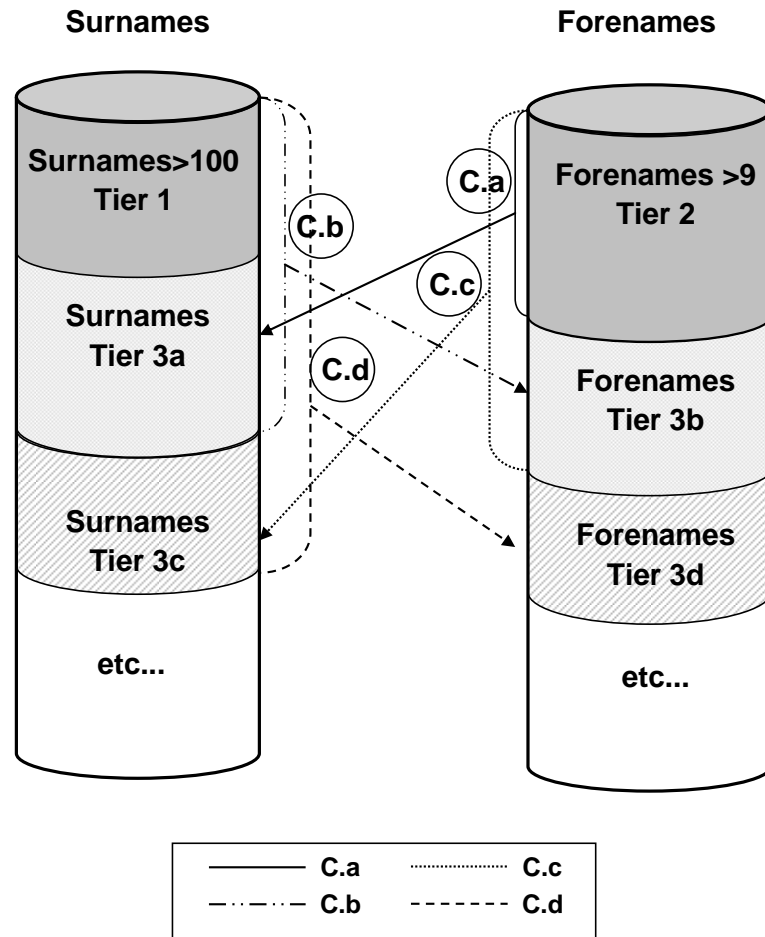 Surnames
Forenames
Surnames>100
Tier 1
Forenames >9
Tier 2
C.a
C.b
C.c
Surnames
Tier 3a
C.d
Forenames
Tier 3b
Surnames
Tier 3c
Forenames
Tier 3d
etc...
etc...
C.a
C.c
C.b
C.d